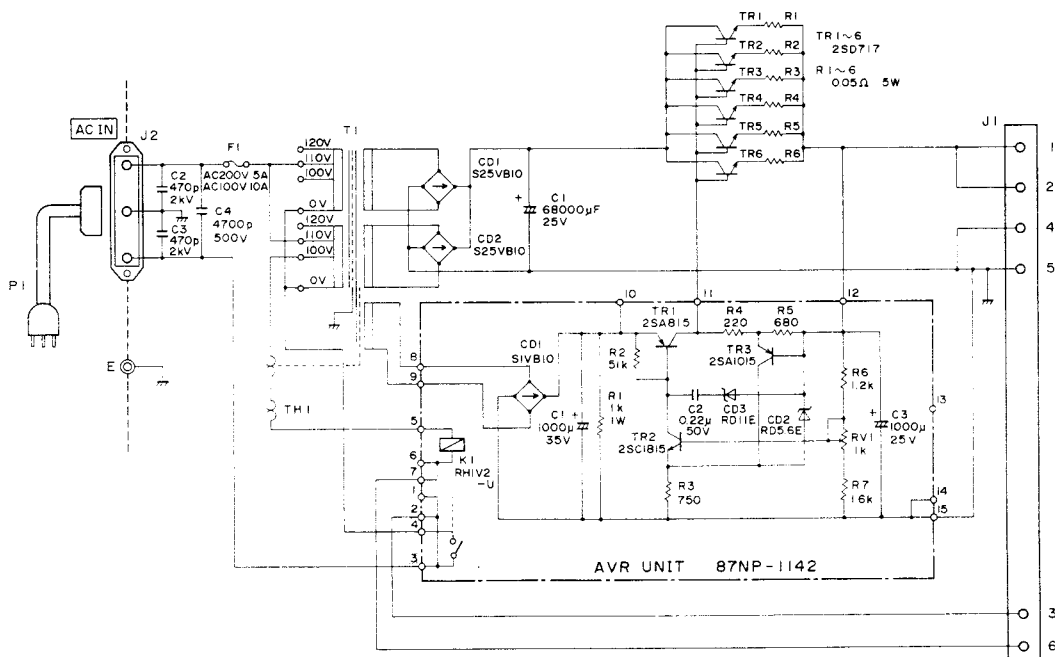 AC IN
J2
C2
470p
2kV
C3
470p
2kV
C4
4700p
500V
F1
AC200V 5A
AC100V 10A
P1
E
TH1
T1
120V
110V
100V
0V
120V
110V
100V
0V
CD1
S25VB10
CD2
S25VB10
+
C1
68000µF
25V
TR1 R1
TR2 R2
TR3 R3
TR4 R4
TR5 R5
TR6 R6
TR1~6
2SD717
R1~6
0.05Ω 5W
J1
1
2
4
5
3
6
10
11
12
13
14
15
8
9
5
6
7
1
2
4
3
CD1
S1VB10
K1
RH1V2
-U
C1 +
1000µ
35V
R1
1k
1W
R2
51k
TR1
2SA815
R4
220
R5
680
TR3
2SA1015
C2
0.22µ
50V
CD3
RD11E
CD2
RD5.6E
TR2
2SC1815
R3
750
R6
1.2k
RV1
1k
R7
1.6k
+
C3
1000µ
25V
AVR UNIT 87NP-1142